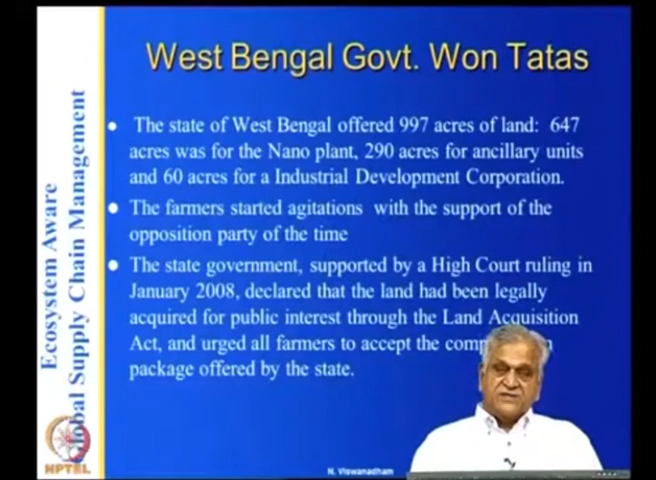 West Bengal Govt. Won Tatas
The state of West Bengal offered 997 acres of land: 647
acres was for the Nano plant, 290 acres for ancillary units
and 60 acres for a Industrial Development Corporation.
The farmers started agitations with the support of the
opposition party of the time
The state government, supported by a High Court ruling in
January 2008, declared that the land had been legally
acquired for public interest through the Land Acquisition
Act, and urged all farmers to accept the
package offered by the state.
Ecosystem Aware
Global Supply Chain Management
NPTEL
N. Viswanadham